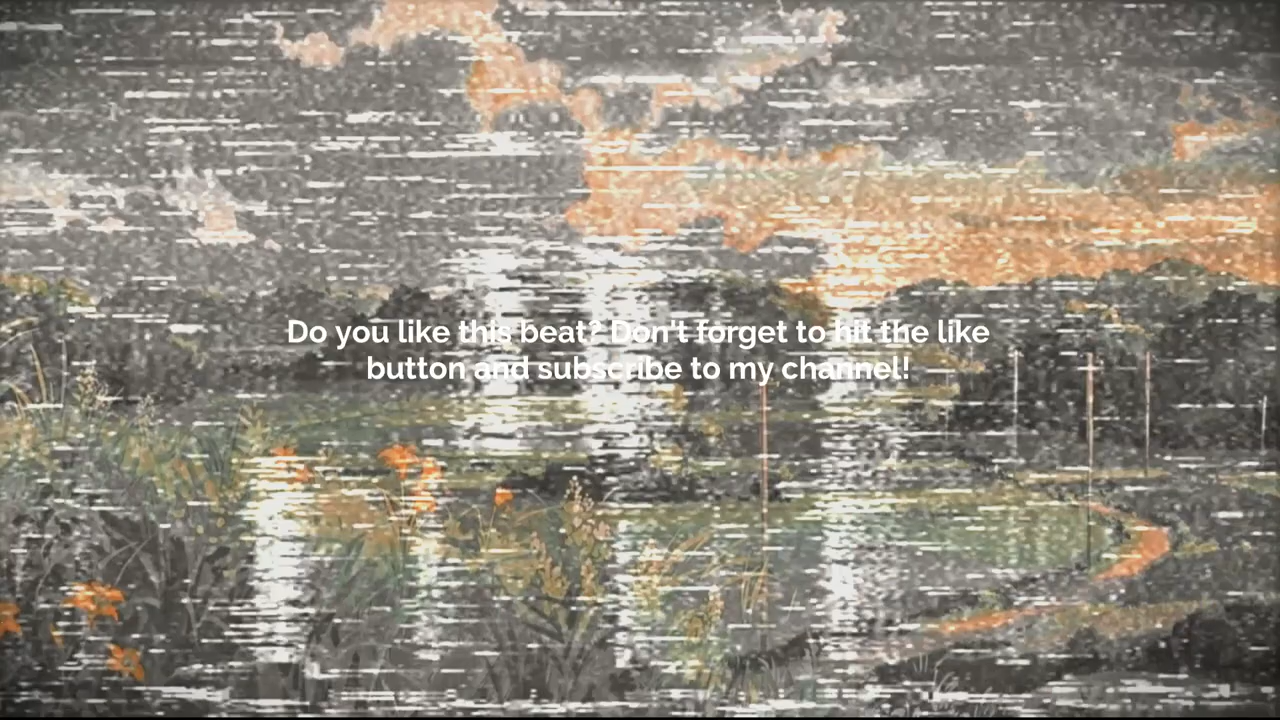 Do you like this beat? Don't forget to hit the like
button and subscribe to my channel!